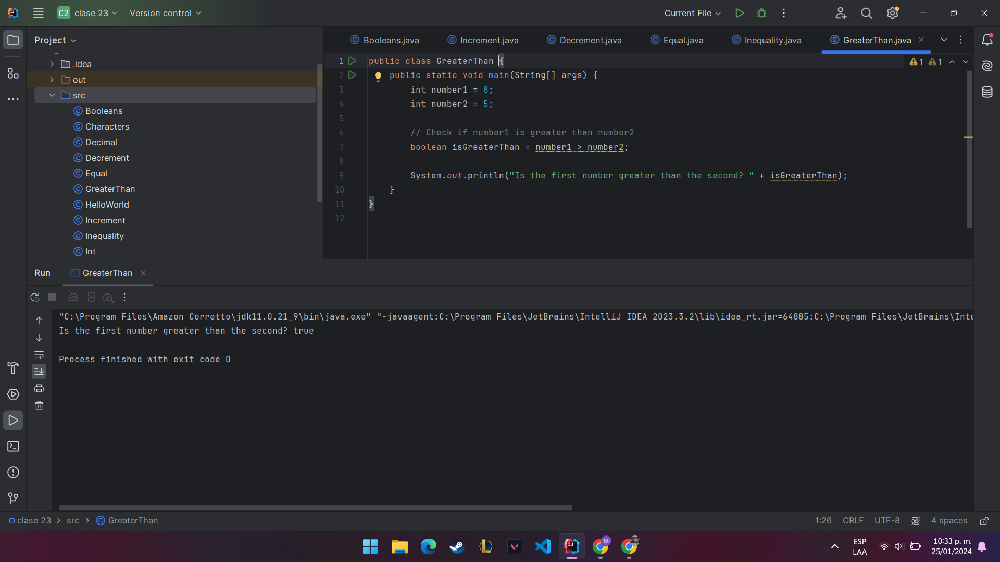 C2 clase 23 Version control Current File
Project
Booleans.java Increment.java Decrement.java Equal.java Inequality.java GreaterThan.java
.idea
out
src
Booleans
Characters
Decimal
Decrement
Equal
GreaterThan
HelloWorld
Increment
Inequality
Int
1 public class GreaterThan {
2 public static void main(String[] args) {
3 int number1 = 8;
4 int number2 = 5;
5
6 // Check if number1 is greater than number2
7 boolean isGreaterThan = number1 > number2;
8
9 System.out.println("Is the first number greater than the second? " + isGreaterThan);
10 }
11 }
12
1 1
Run GreaterThan
"C:\Program Files\Amazon Corretto\jdk11.0.21_9\bin\java.exe" "-javaagent:C:\Program Files\JetBrains\IntelliJ IDEA 2023.3.2\lib\idea_rt.jar=64885:C:\Program Files\JetBrains\Inte
Is the first number greater than the second? true
Process finished with exit code 0
clase 23 > src > GreaterThan
1:26 CRLF UTF-8 4 spaces
ESP
LAA
10:33 p. m.
25/01/2024